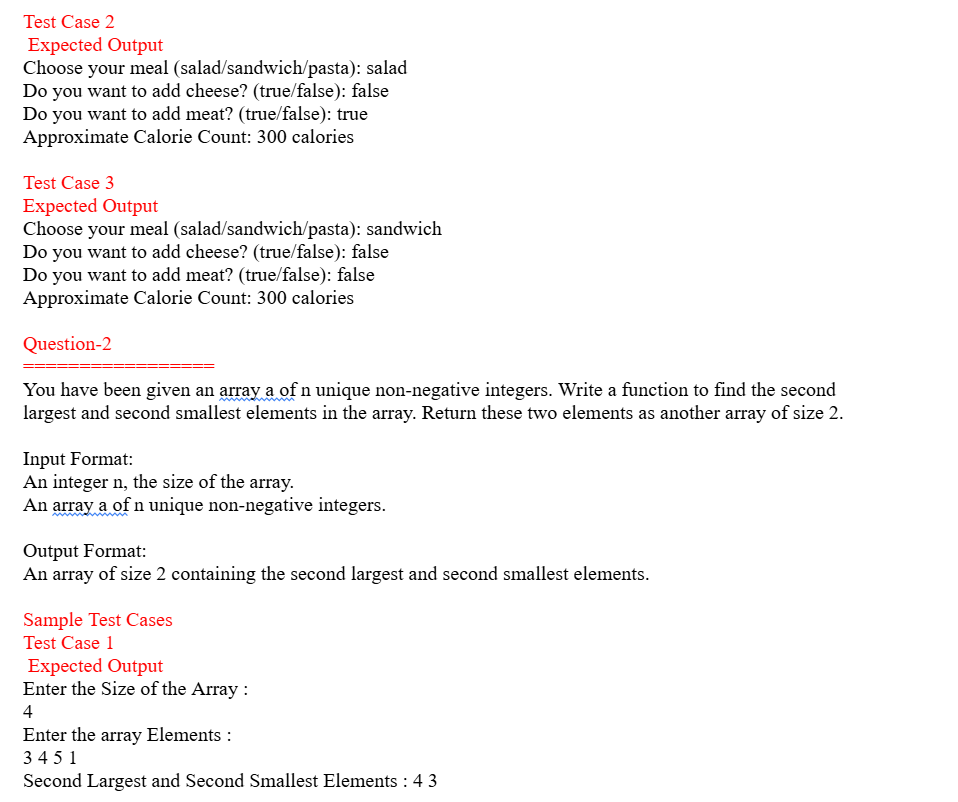 Test Case 2
Expected Output
Choose your meal (salad/sandwich/pasta): salad
Do you want to add cheese? (true/false): false
Do you want to add meat? (true/false): true
Approximate Calorie Count: 300 calories
Test Case 3
Expected Output
Choose your meal (salad/sandwich/pasta): sandwich
Do you want to add cheese? (true/false): false
Do you want to add meat? (true/false): false
Approximate Calorie Count: 300 calories
Question-2
=================
You have been given an array a of n unique non-negative integers. Write a function to find the second
largest and second smallest elements in the array. Return these two elements as another array of size 2.
Input Format:
An integer n, the size of the array.
An array a of n unique non-negative integers.
Output Format:
An array of size 2 containing the second largest and second smallest elements.
Sample Test Cases
Test Case 1
Expected Output
Enter the Size of the Array :
4
Enter the array Elements :
3 4 5 1
Second Largest and Second Smallest Elements : 4 3